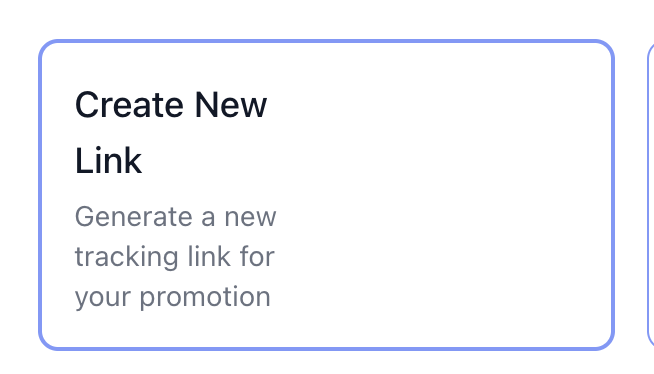 Create New
Link
Generate a new
tracking link for
your promotion